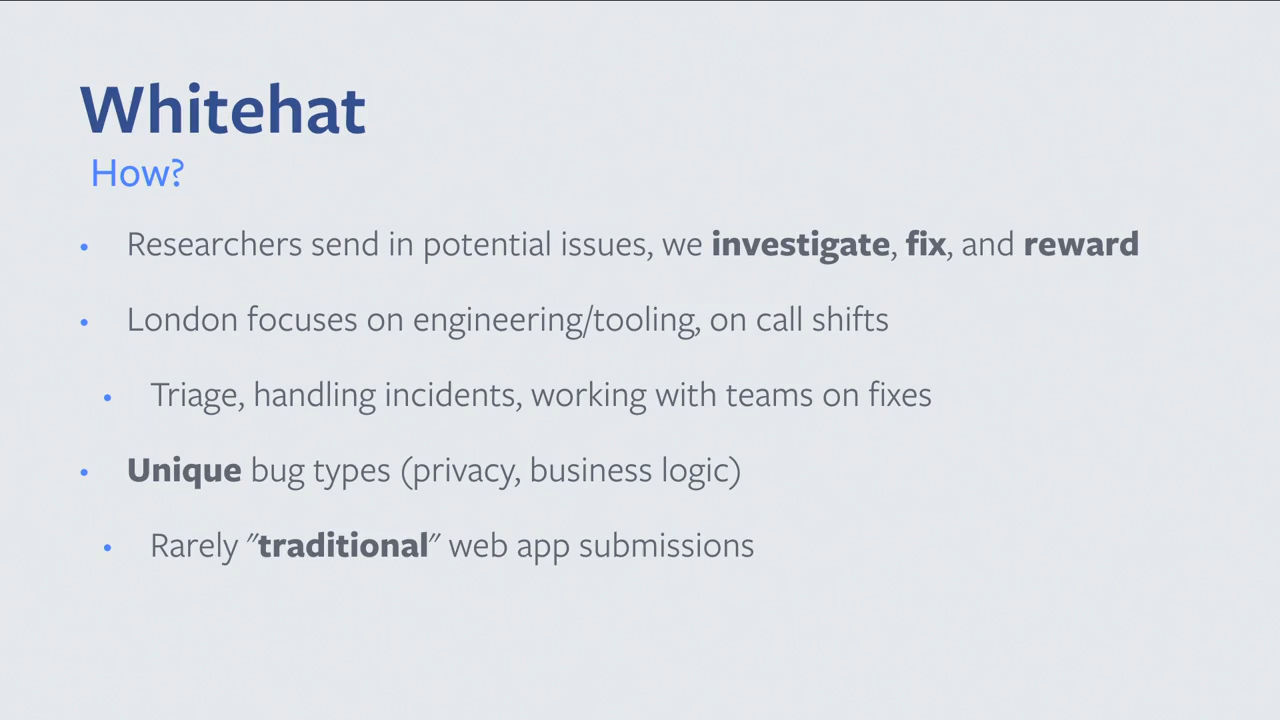 Whitehat
How?
• Researchers send in potential issues, we investigate, fix, and reward
• London focuses on engineering/tooling, on call shifts
• Triage, handling incidents, working with teams on fixes
• Unique bug types (privacy, business logic)
• Rarely "traditional" web app submissions